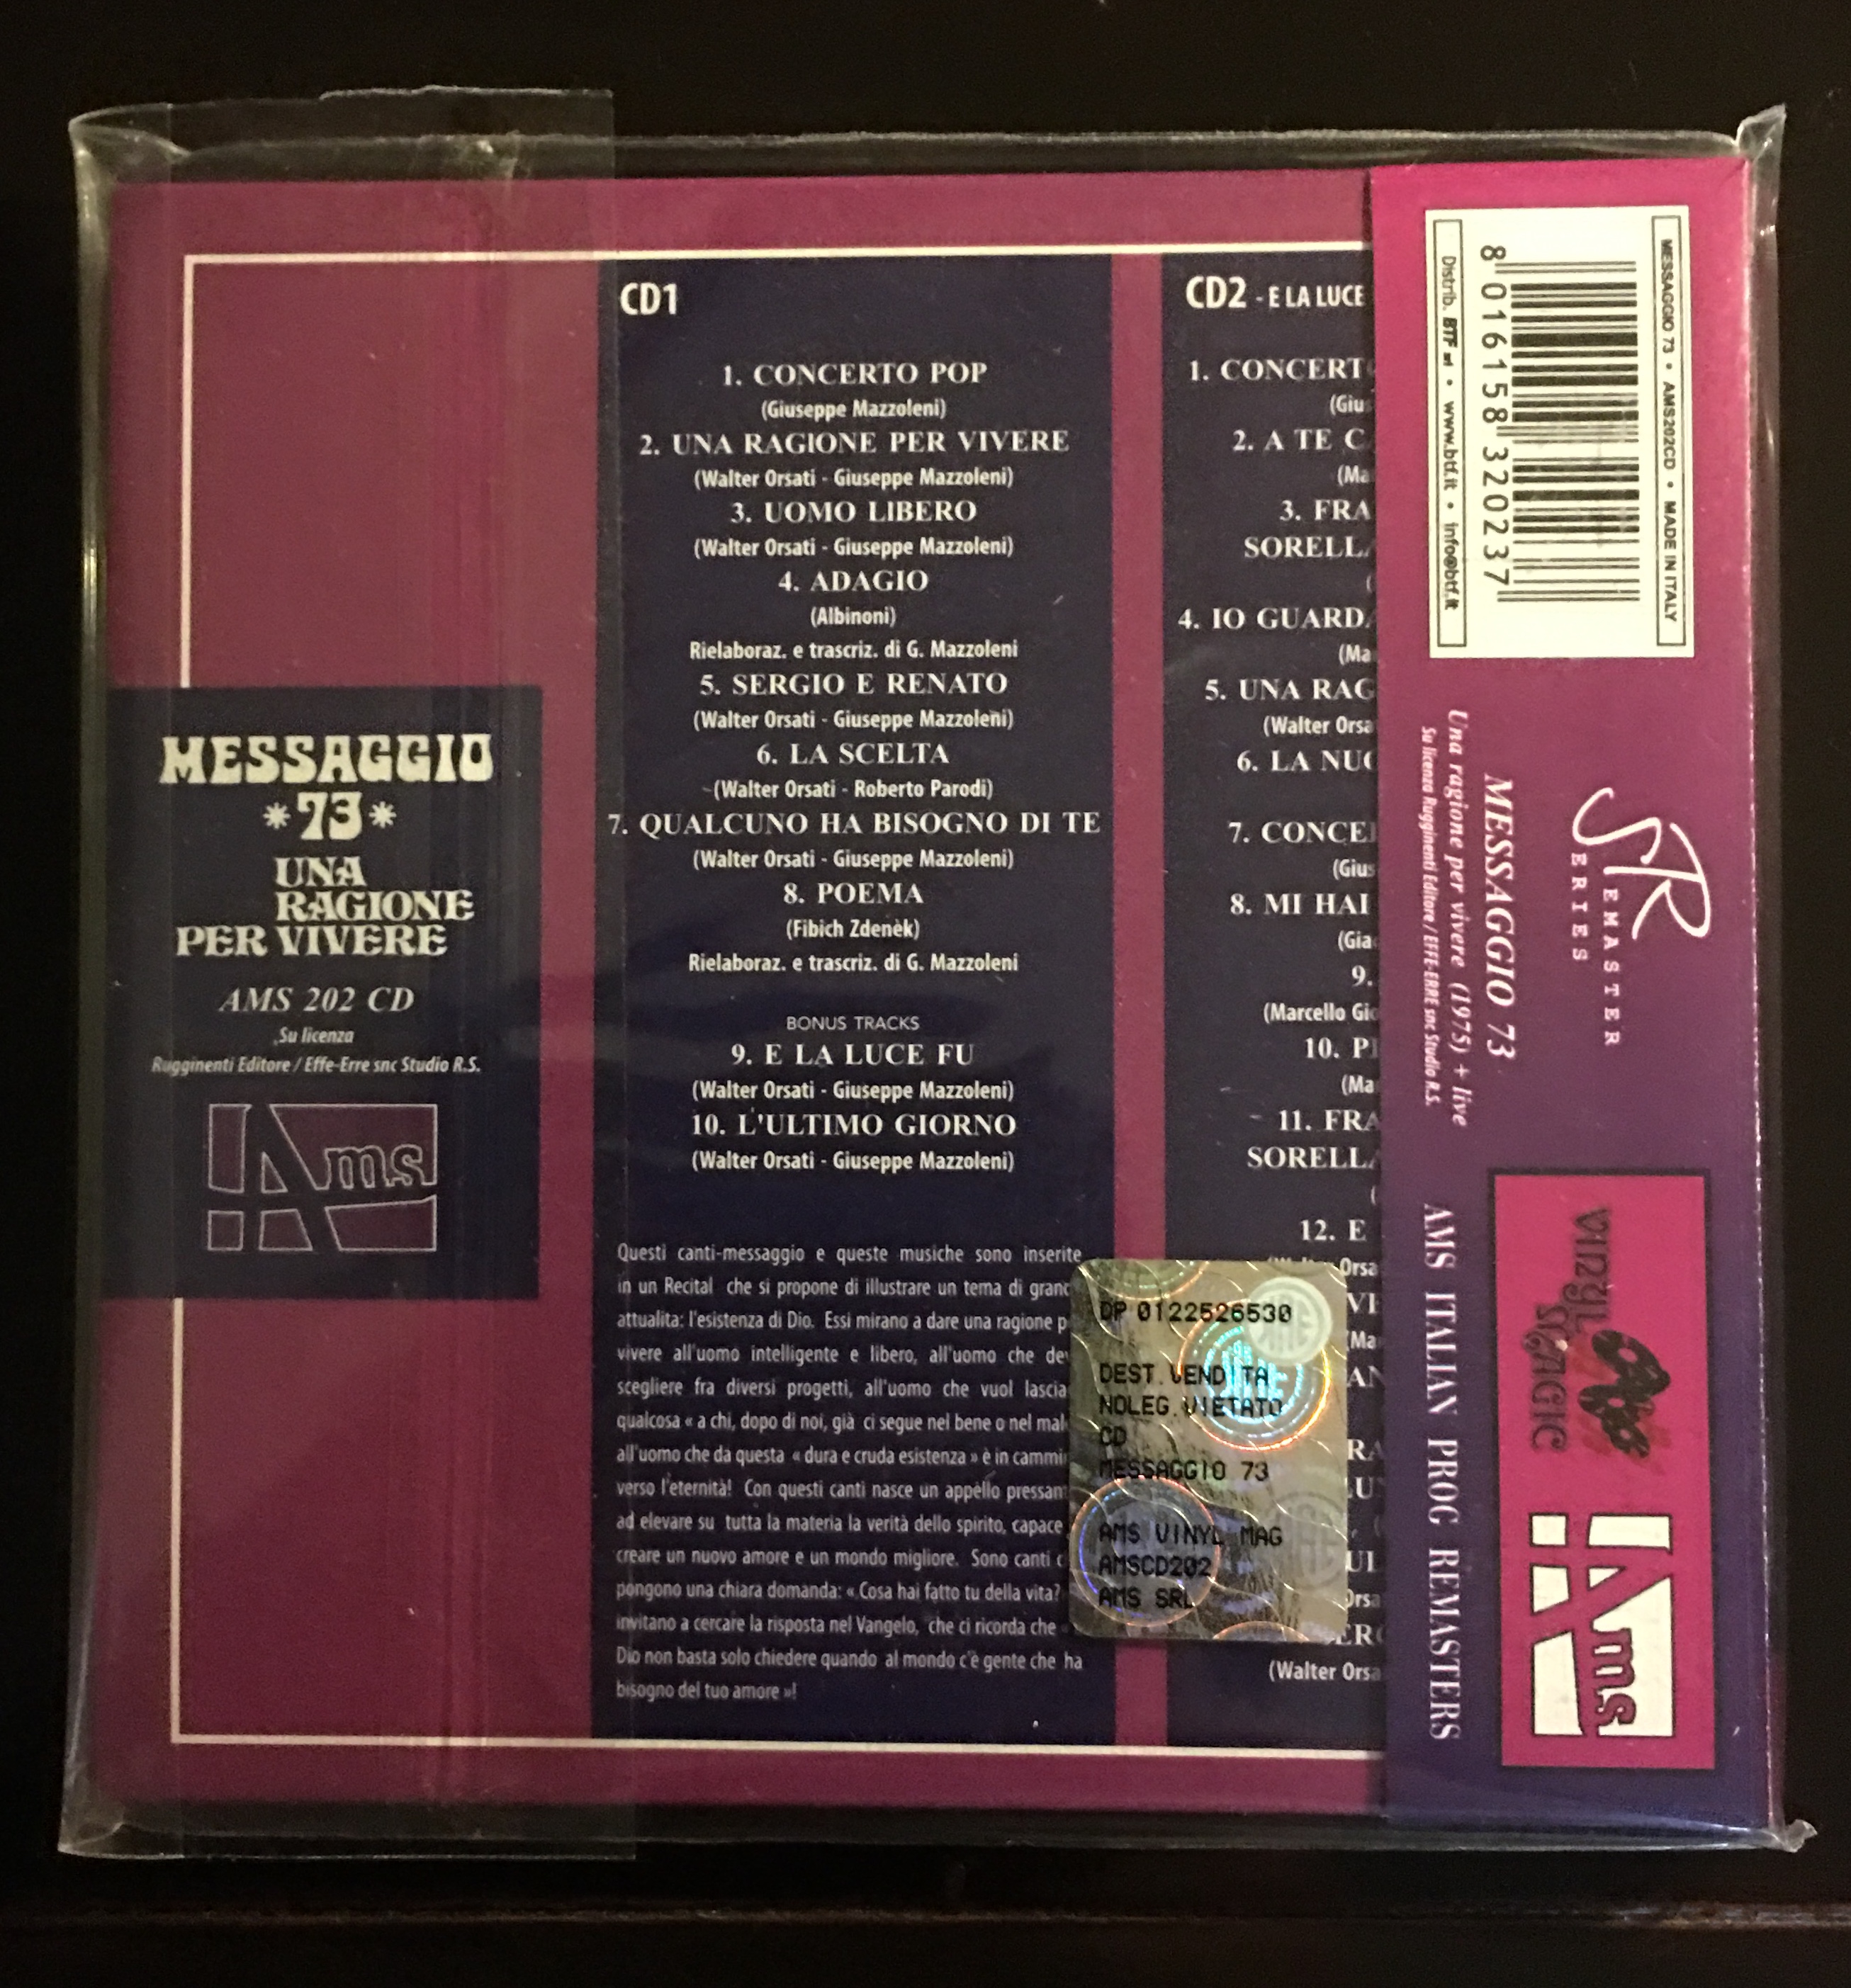 MESSAGGIO
*73*
UNA
RAGIONE
PER VIVERE
AMS 202 CD
Su licenza
Rugginenti Editore / Effe-Erre snc Studio R.S.
Ams
CD1
1. CONCERTO POP
(Giuseppe Mazzoleni)
2. UNA RAGIONE PER VIVERE
(Walter Orsati - Giuseppe Mazzoleni)
3. UOMO LIBERO
(Walter Orsati - Giuseppe Mazzoleni)
4. ADAGIO
(Albinoni)
Rielaboraz. e trascriz. di G. Mazzoleni
5. SERGIO E RENATO
(Walter Orsati - Giuseppe Mazzoleni)
6. LA SCELTA
(Walter Orsati - Roberto Parodi)
7. QUALCUNO HA BISOGNO DI TE
(Walter Orsati - Giuseppe Mazzoleni)
8. POEMA
(Fibich Zdenèk)
Rielaboraz. e trascriz. di G. Mazzoleni
BONUS TRACKS
9. E LA LUCE FU
(Walter Orsati - Giuseppe Mazzoleni)
10. L'ULTIMO GIORNO
(Walter Orsati - Giuseppe Mazzoleni)
Questi canti-messaggio e queste musiche sono inserite
in un Recital che si propone di illustrare un tema di grand
attualita: l'esistenza di Dio. Essi mirano a dare una ragione p
vivere all'uomo intelligente e libero, all'uomo che de
scegliere fra diversi progetti, all'uomo che vuol lascia
qualcosa « a chi, dopo di noi, già ci segue nel bene o nel mal
all'uomo che da questa « dura e cruda esistenza » è in cammi
verso l'eternità! Con questi canti nasce un appello pressan
ad elevare su tutta la materia la verità dello spirito, capace
creare un nuovo amore e un mondo migliore. Sono canti c
pongono una chiara domanda: « Cosa hai fatto tu della vita?
invitano a cercare la risposta nel Vangelo, che ci ricorda che
Dio non basta solo chiedere quando al mondo c'è gente che ha
bisogno del tuo amore »!
CD2 - E LA LUCE
1. CONCERT
(Gius
2. A TE C
(Ma
3. FRA
SORELL
4. IO GUARD
(Ma
5. UNA RAG
(Walter Orsa
6. LA NU
7. CONCE
(Gius
8. MI HAI
(Gia
9.
(Marcello Gio
10. P
(Ma
11. FRA
SORELL
12. E
Orsa
(Ma
(Walter Orsa
DP 0122526530
DEST.VENDITA
NOLEG.VIETATO
CD
MESSAGGIO 73
AMS VINYL MAG
AMSCD202
AMS SRL
MESSAGGIO 73 • AMS202CD • MADE IN ITALY
8 016158 320237
Distrib. BTF srl • www.btf.it • info@btf.it
REMASTER
SERIES
MESSAGGIO 73
Una ragione per vivere (1975) + live
Su licenza Rugginenti Editore / EFFE-ERRE snc Studio R.S.
VINYL
MAGIC
Ams
AMS ITALIAN PROG REMASTERS